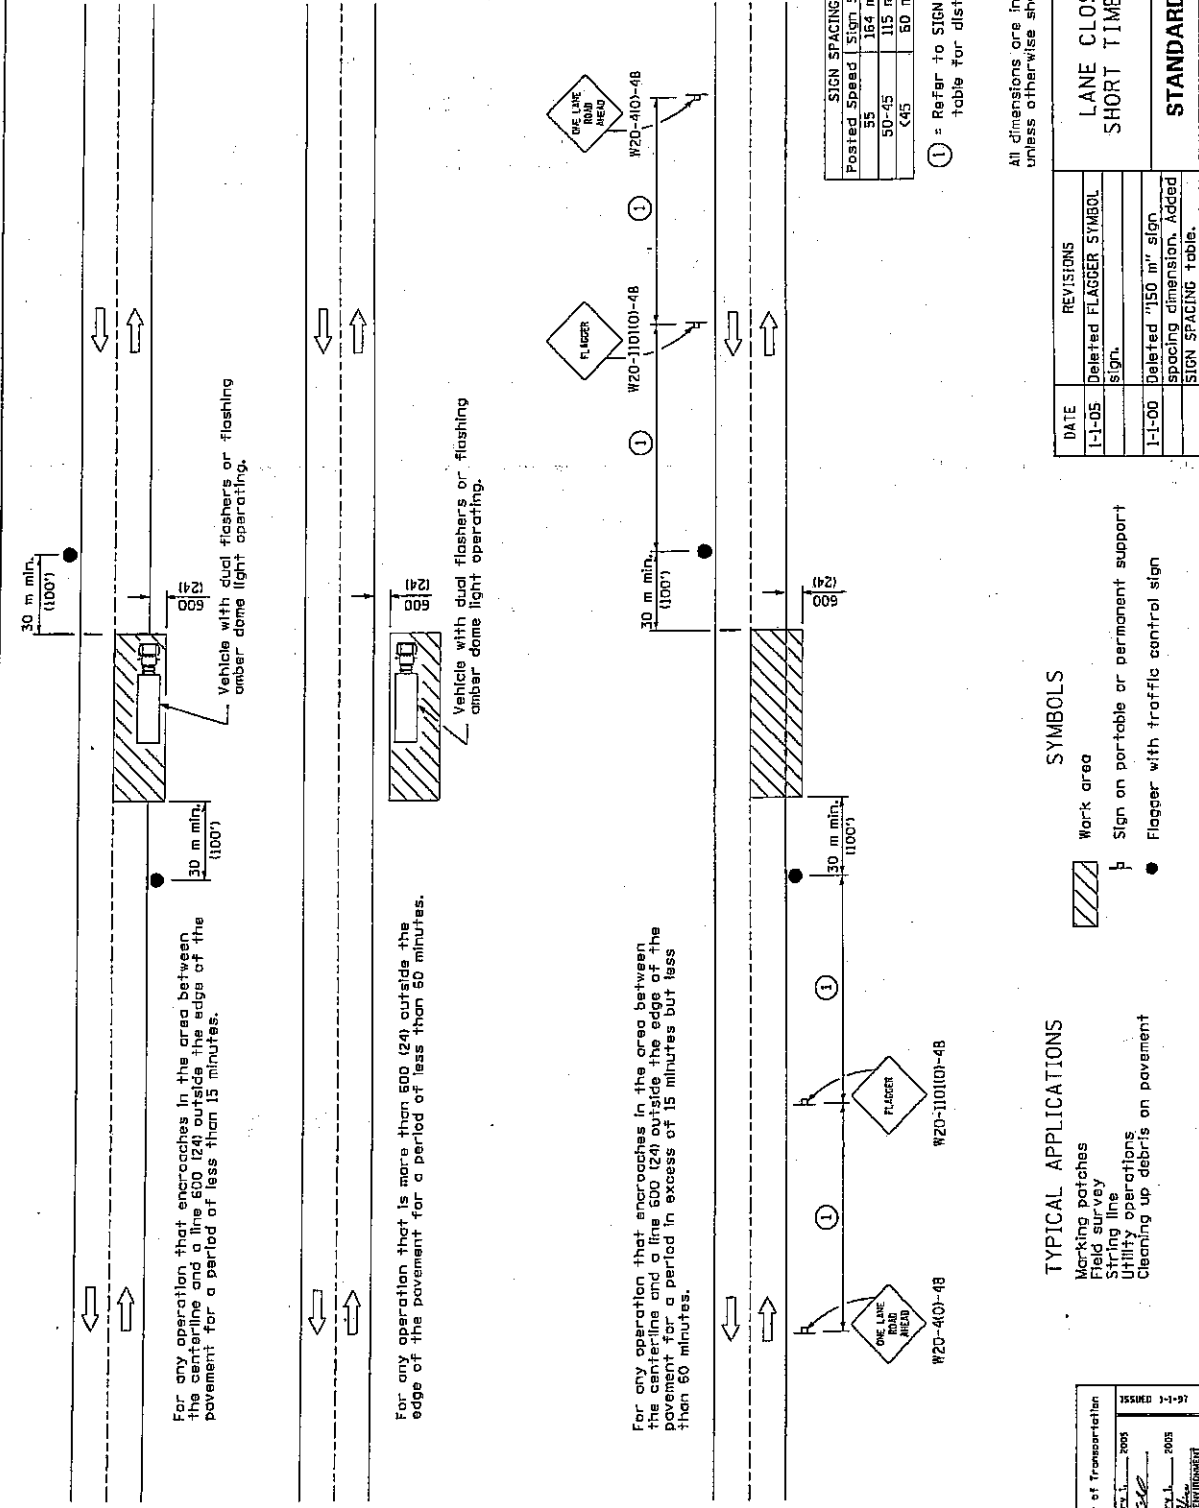 30 m min.
(100')
600
(24)
Vehicle with dual flashers or flashing
amber dome light operating.
30 m min.
(100')
For any operation that encroaches in the area between
the centerline and a line 600 (24) outside the edge of the
pavement for a period of less than 15 minutes.
600
(24)
Vehicle with dual flashers or flashing
amber dome light operating.
For any operation that is more than 600 (24) outside the
edge of the pavement for a period of less than 60 minutes.
ONE LANE
ROAD
AHEAD
W20-4(O)-48
FLAGGER
W20-I101(O)-48
1
1
30 m min.
(100')
600
(24)
30 m min.
(100')
For any operation that encroaches in the area between
the centerline and a line 600 (24) outside the edge of the
pavement for a period in excess of 15 minutes but less
than 60 minutes.
1
1
FLAGGER
W20-I101(O)-48
ONE LANE
ROAD
AHEAD
W20-4(O)-48
SIGN SPACING
Posted Speed Sign
55 164
50-45 115
<45 60
1 = Refer to SIGN
table for
All dimensions are in
unless otherwise
TYPICAL APPLICATIONS
Marking patches
Field survey
String line
Utility operations
Cleaning up debris on pavement
SYMBOLS
Work area
Sign on portable or permanent support
Flagger with traffic control sign
DATE REVISIONS
1-1-05 Deleted FLAGGER SYMBOL
sign.
1-1-00 Deleted "150 m" sign
spacing dimension. Added
SIGN SPACING table.
LANE
SHORT
STANDARD
of Transportation
2005
2005
ISSUED 1-1-97